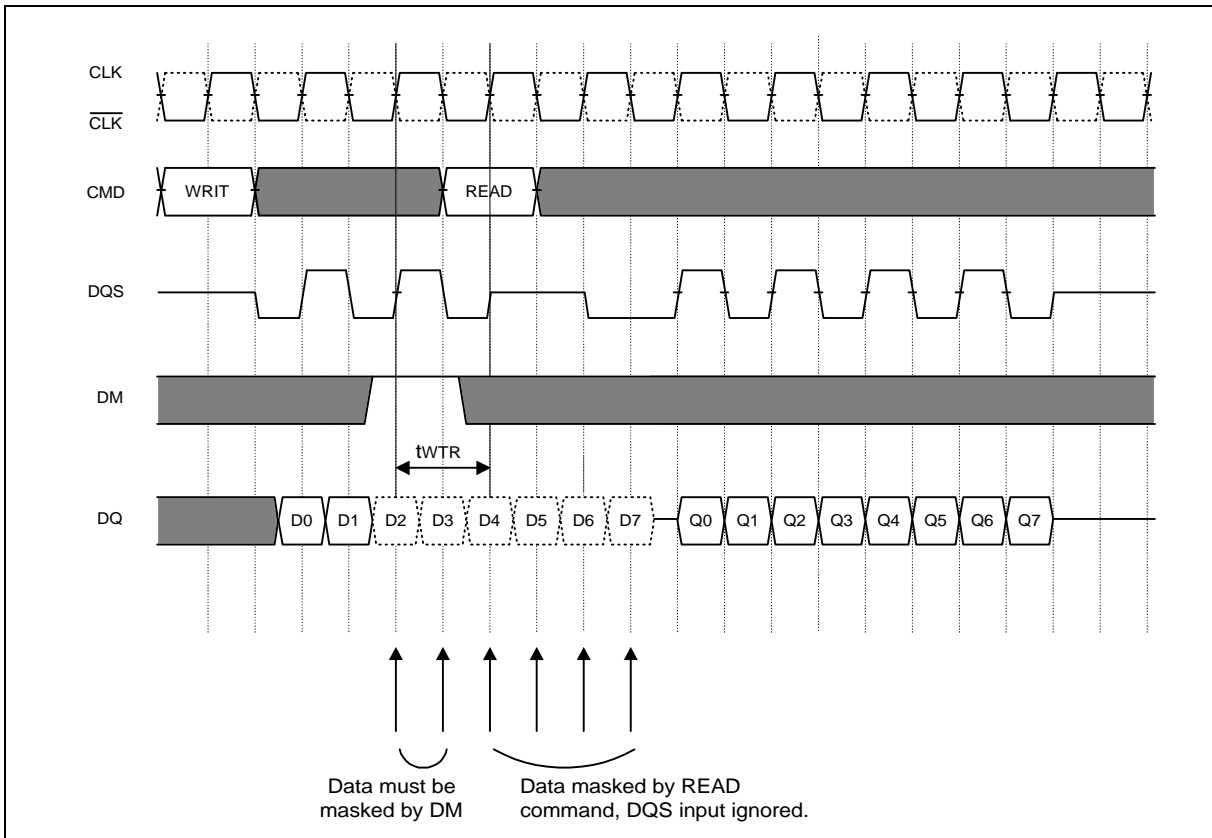 CLK
CLK
CMD
WRIT
READ
DQS
DM
tWTR
DQ
D0 D1 D2 D3 D4 D5 D6 D7 Q0 Q1 Q2 Q3 Q4 Q5 Q6 Q7
Data must be
masked by DM
Data masked by READ
command, DQS input ignored.